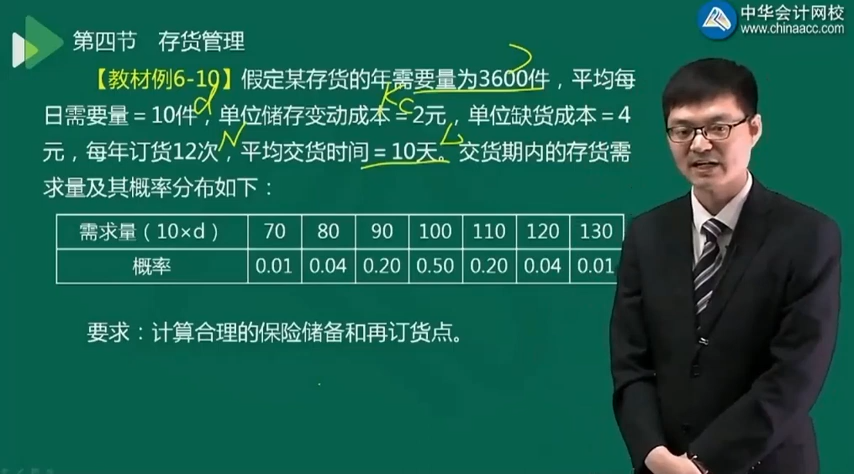 中华会计网校
www.chinaacc.com
第四节 存货管理
【教材例6-10】假定某存货的年需要量为3600件，平均每
日需要量＝10件，单位储存变动成本＝2元，单位缺货成本＝4
元，每年订货12次，平均交货时间＝10天。交货期内的存货需
求量及其概率分布如下：
需求量（10×d） 70 80 90 100 110 120 130
概率 0.01 0.04 0.20 0.50 0.20 0.04 0.01
要求：计算合理的保险储备和再订货点。
d
Kc
N
L